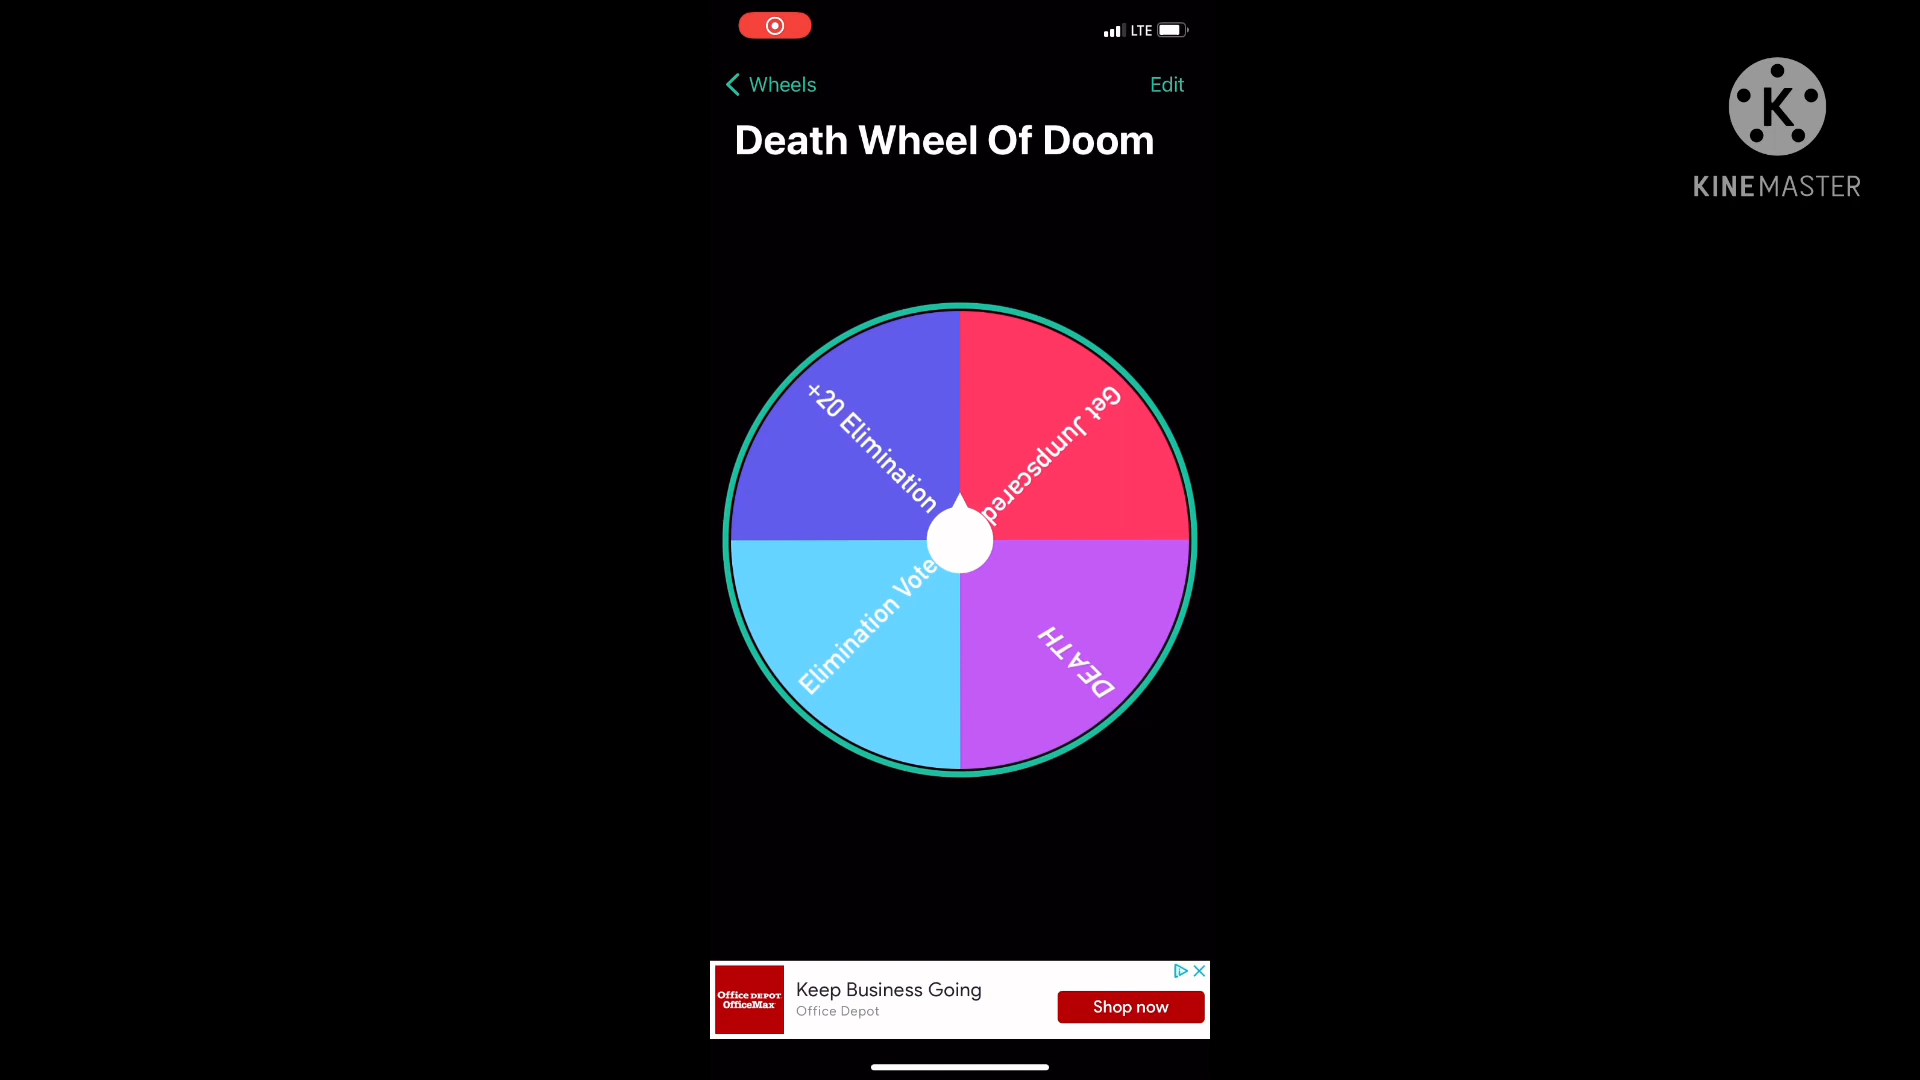 LTE
Wheels
Edit
Death Wheel Of Doom
K
KINEMASTER
+20 Elimination
Get Jumpscared
Elimination Vote
DEATH
Office DEPOT
OfficeMax
Keep Business Going
Office Depot
Shop now